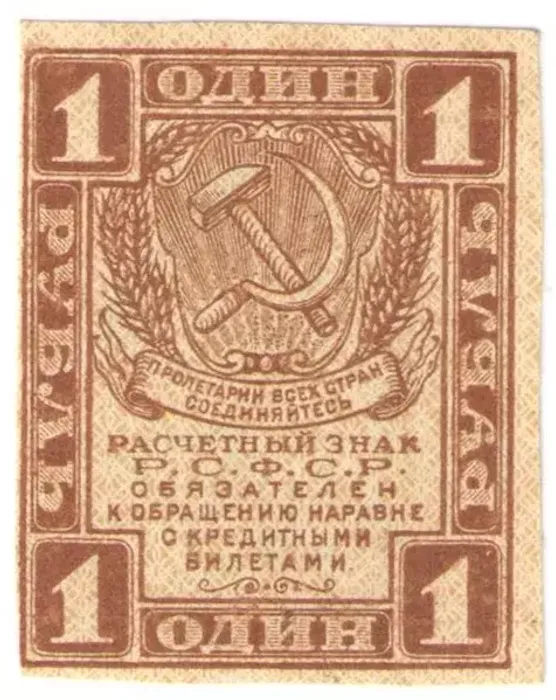 1 ОДИН 1
РУБЛЬ
РУБЛЬ
ПРОЛЕТАРИИ ВСЕХ СТРАН
СОЕДИНЯЙТЕСЬ
РАСЧЕТНЫЙ ЗНАК
Р.С.Ф.С.Р.
ОБЯЗАТЕЛЕН
К ОБРАЩЕНИЮ НАРАВНЕ
С КРЕДИТНЫМИ
БИЛЕТАМИ.
1 ОДИН 1